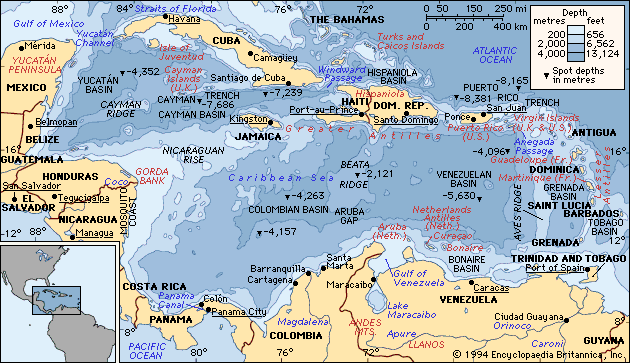 84°
80°
76°
72°
68°
64°
60°
Gulf of Mexico
Straits of Florida
Havana
Yucatán
Channel
Mérida
YUCATÁN
PENINSULA
MEXICO
CUBA
Camagüey
Isle of
Juventud
THE BAHAMAS
Turks and
Caicos Islands
ATLANTIC
OCEAN
0 75 150 250 mi
0 200 400 km
Depth
metres feet
200 656
2,000 6,562
4,000 13,124
▼ Spot depths
in metres
20°
-4,352
YUCATÁN
BASIN
Cayman
Islands
(U.K.)
Santiago de Cuba
-7,239
Windward
Passage
HISPANIOLA
BASIN
Hispaniola
CAYMAN
RIDGE
CAYMAN TRENCH
-7,686
CAYMAN BASIN
Port-au-Prince
HAITI
DOM. REP.
Santo Domingo
PUERTO RICO TRENCH
-8,165
-8,381
San Juan
Ponce
Puerto Rico
(U.S.)
Virgin Islands
(U.K. & U.S.)
ANTIGUA
Belmopan
BELIZE
Kingston
JAMAICA
Greater Antilles
Anegada
Passage
16°
16°
GUATEMALA
NICARAGUAN
RISE
-4,096
Guadeloupe (Fr.)
DOMINICA
Martinique (Fr.)
Lesser Antilles
HONDURAS
San Salvador
Tegucigalpa
Coco
GORDA
BANK
Caribbean Sea
BEATA
RIDGE
-2,121
VENEZUELAN
BASIN
-5,630
AVES RIDGE
GRENADA
BASIN
SAINT LUCIA
BARBADOS
TOBAGO
BASIN
EL
SALVADOR
NICARAGUA
MOSQUITO
COAST
-4,263
COLOMBIAN BASIN
ARUBA
GAP
Netherlands
Antilles
(Neth.)
Aruba
(Neth.)
Curaçao
Bonaire
12°
Managua
-4,157
12°
GRENADA
BONAIRE
BASIN
TRINIDAD AND TOBAGO
Port of Spain
COSTA RICA
Barranquilla
Cartagena
Santa
Marta
Maracaibo
Gulf of
Venezuela
Caracas
Panama
Canal
Colón
Panama City
PANAMA
Lake
Maracaibo
VENEZUELA
Ciudad Guayana
Orinoco
PACIFIC
OCEAN
Magdalena
COLOMBIA
ANDES
MTS.
Apure
LLANOS
Caroni
GUYANA
80°
76°
72°
© 1994 Encyclopaedia Britannica, Inc.